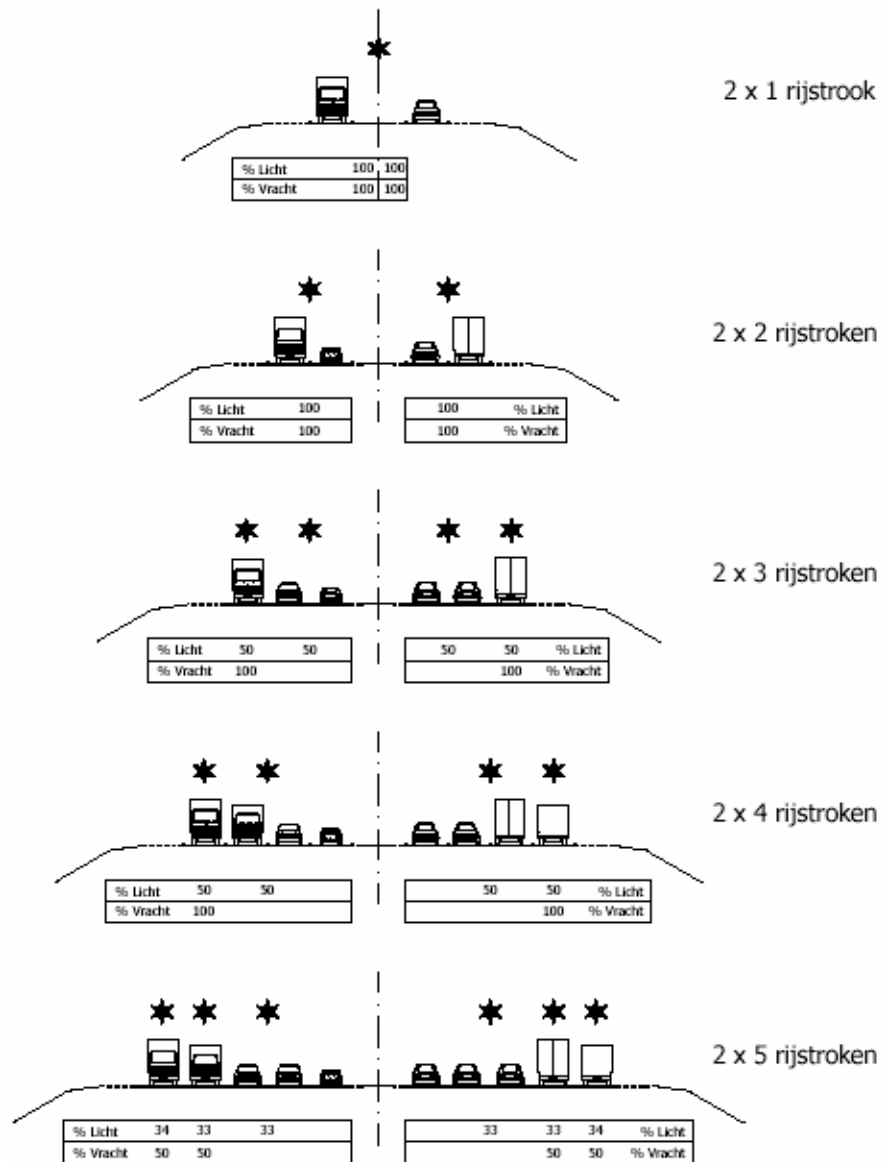 2 x 1 rijstrook
% Licht 100 100
% Vracht 100 100
2 x 2 rijstroken
% Licht 100 100 % Licht
% Vracht 100 100 % Vracht
2 x 3 rijstroken
% Licht 50 50 50 50 % Licht
% Vracht 100 100 % Vracht
2 x 4 rijstroken
% Licht 50 50 50 50 % Licht
% Vracht 100 100 % Vracht
2 x 5 rijstroken
% Licht 34 33 33 33 33 34 % Licht
% Vracht 50 50 50 50 % Vracht